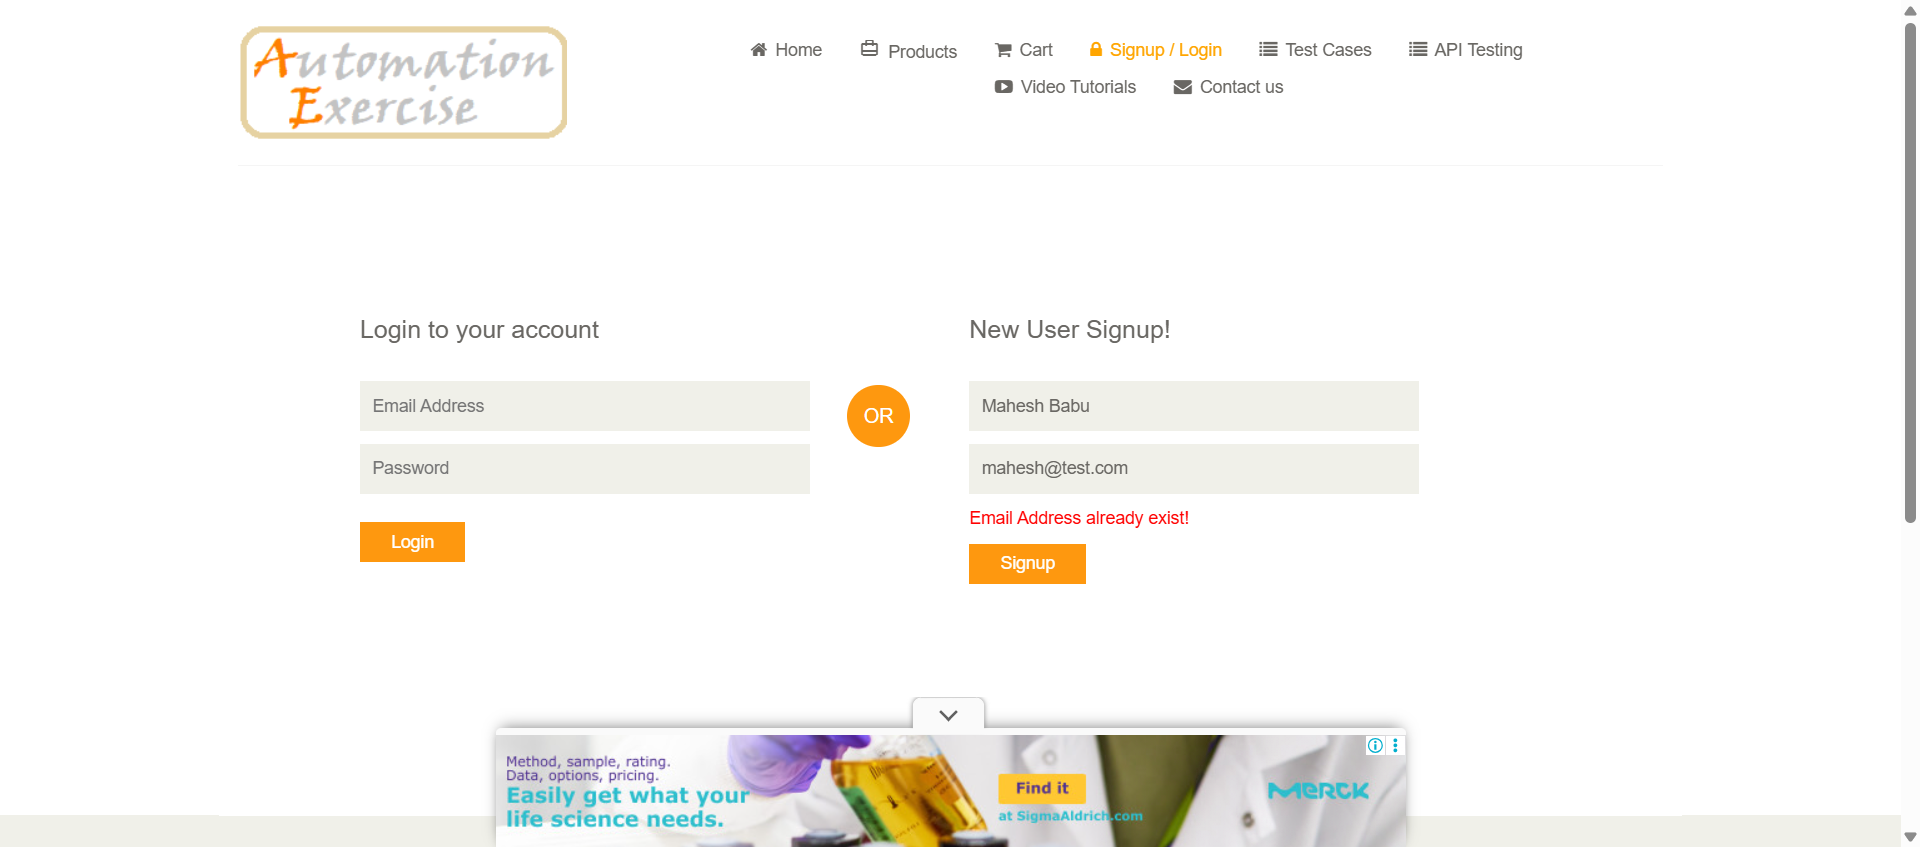 Automation
Exercise
Home
Products
Cart
Signup / Login
Test Cases
API Testing
Video Tutorials
Contact us
Login to your account
Email Address
Password
Login
OR
New User Signup!
Mahesh Babu
mahesh@test.com
Email Address already exist!
Signup
Method, sample, rating.
Data, options, pricing.
Easily get what your
life science needs.
Find it
at SigmaAldrich.com
MERCK